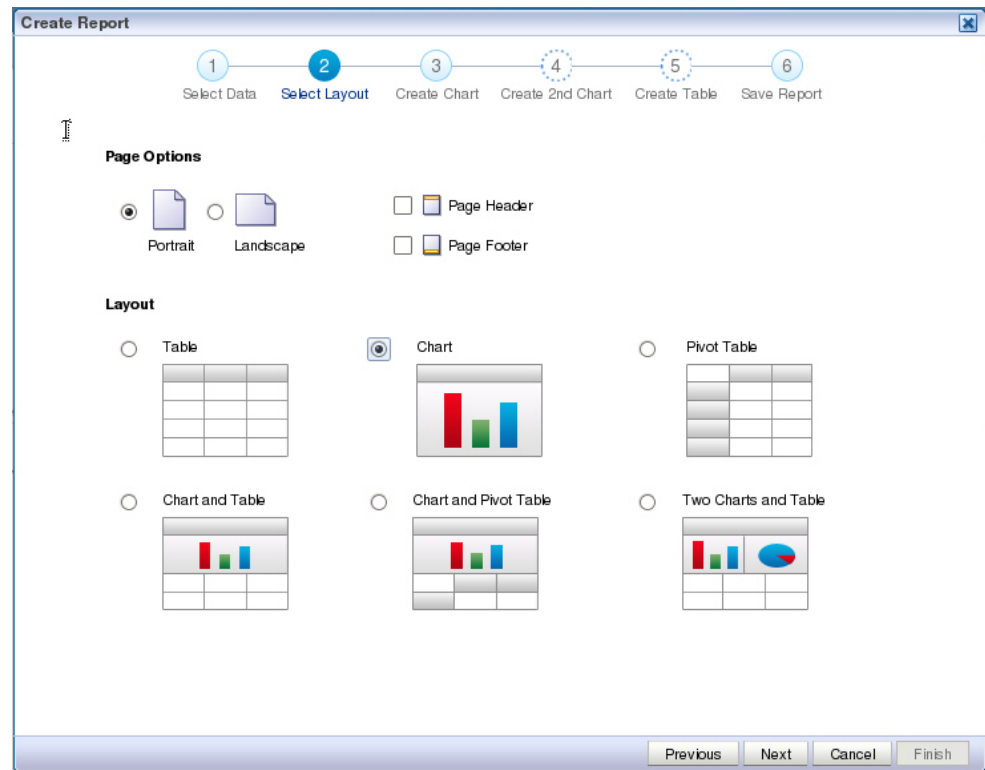 Create Report
1 2 3 4 5 6
Select Data Select Layout Create Chart Create 2nd Chart Create Table Save Report
Page Options
Page Header
Page Footer
Portrait Landscape
Layout
Table Chart Pivot Table
Chart and Table Chart and Pivot Table Two Charts and Table
Previous Next Cancel Finish